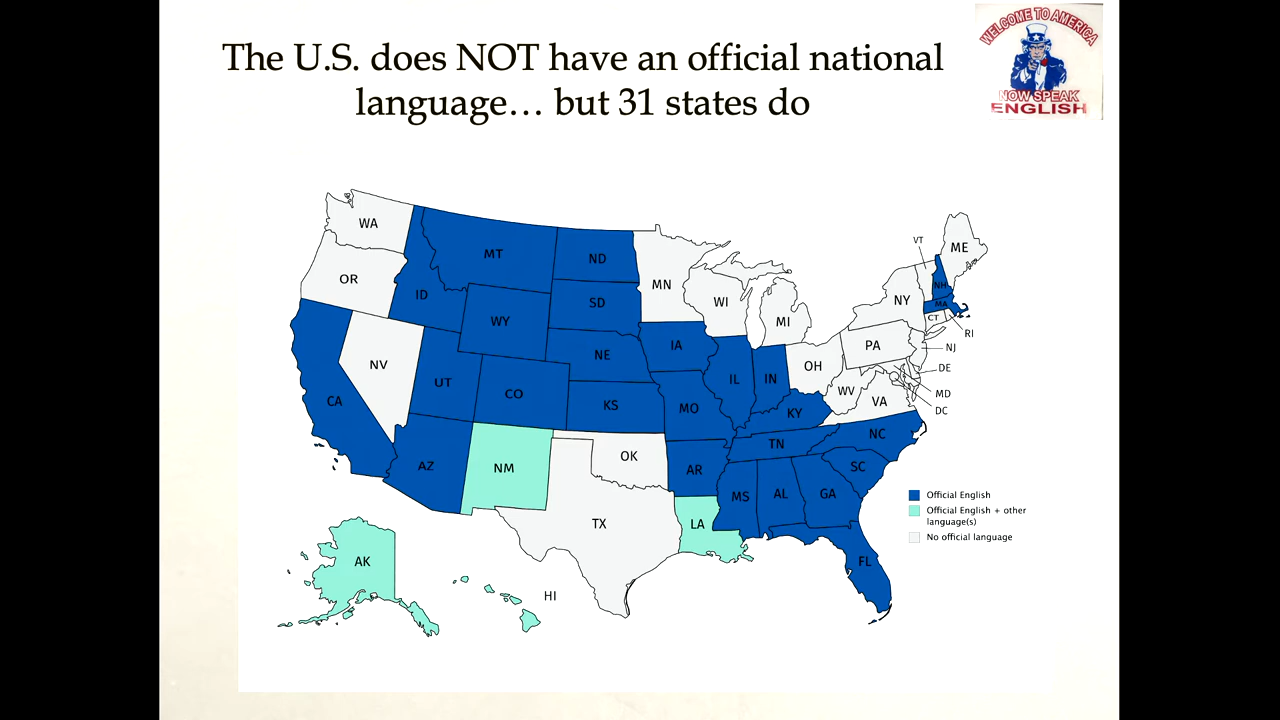 The U.S. does NOT have an official national
language… but 31 states do
WELCOME TO AMERICA
NOW SPEAK
ENGLISH
WA
MT
ND
MN
VT
ME
OR
ID
SD
WI
MI
NY
NH
MA
CT
RI
WY
NE
IA
PA
NJ
NV
UT
CO
KS
MO
IL
IN
OH
WV
VA
DE
MD
DC
CA
KY
AZ
NM
OK
AR
TN
NC
SC
MS
AL
GA
TX
LA
FL
AK
HI
Official English
Official English + other
language(s)
No official language